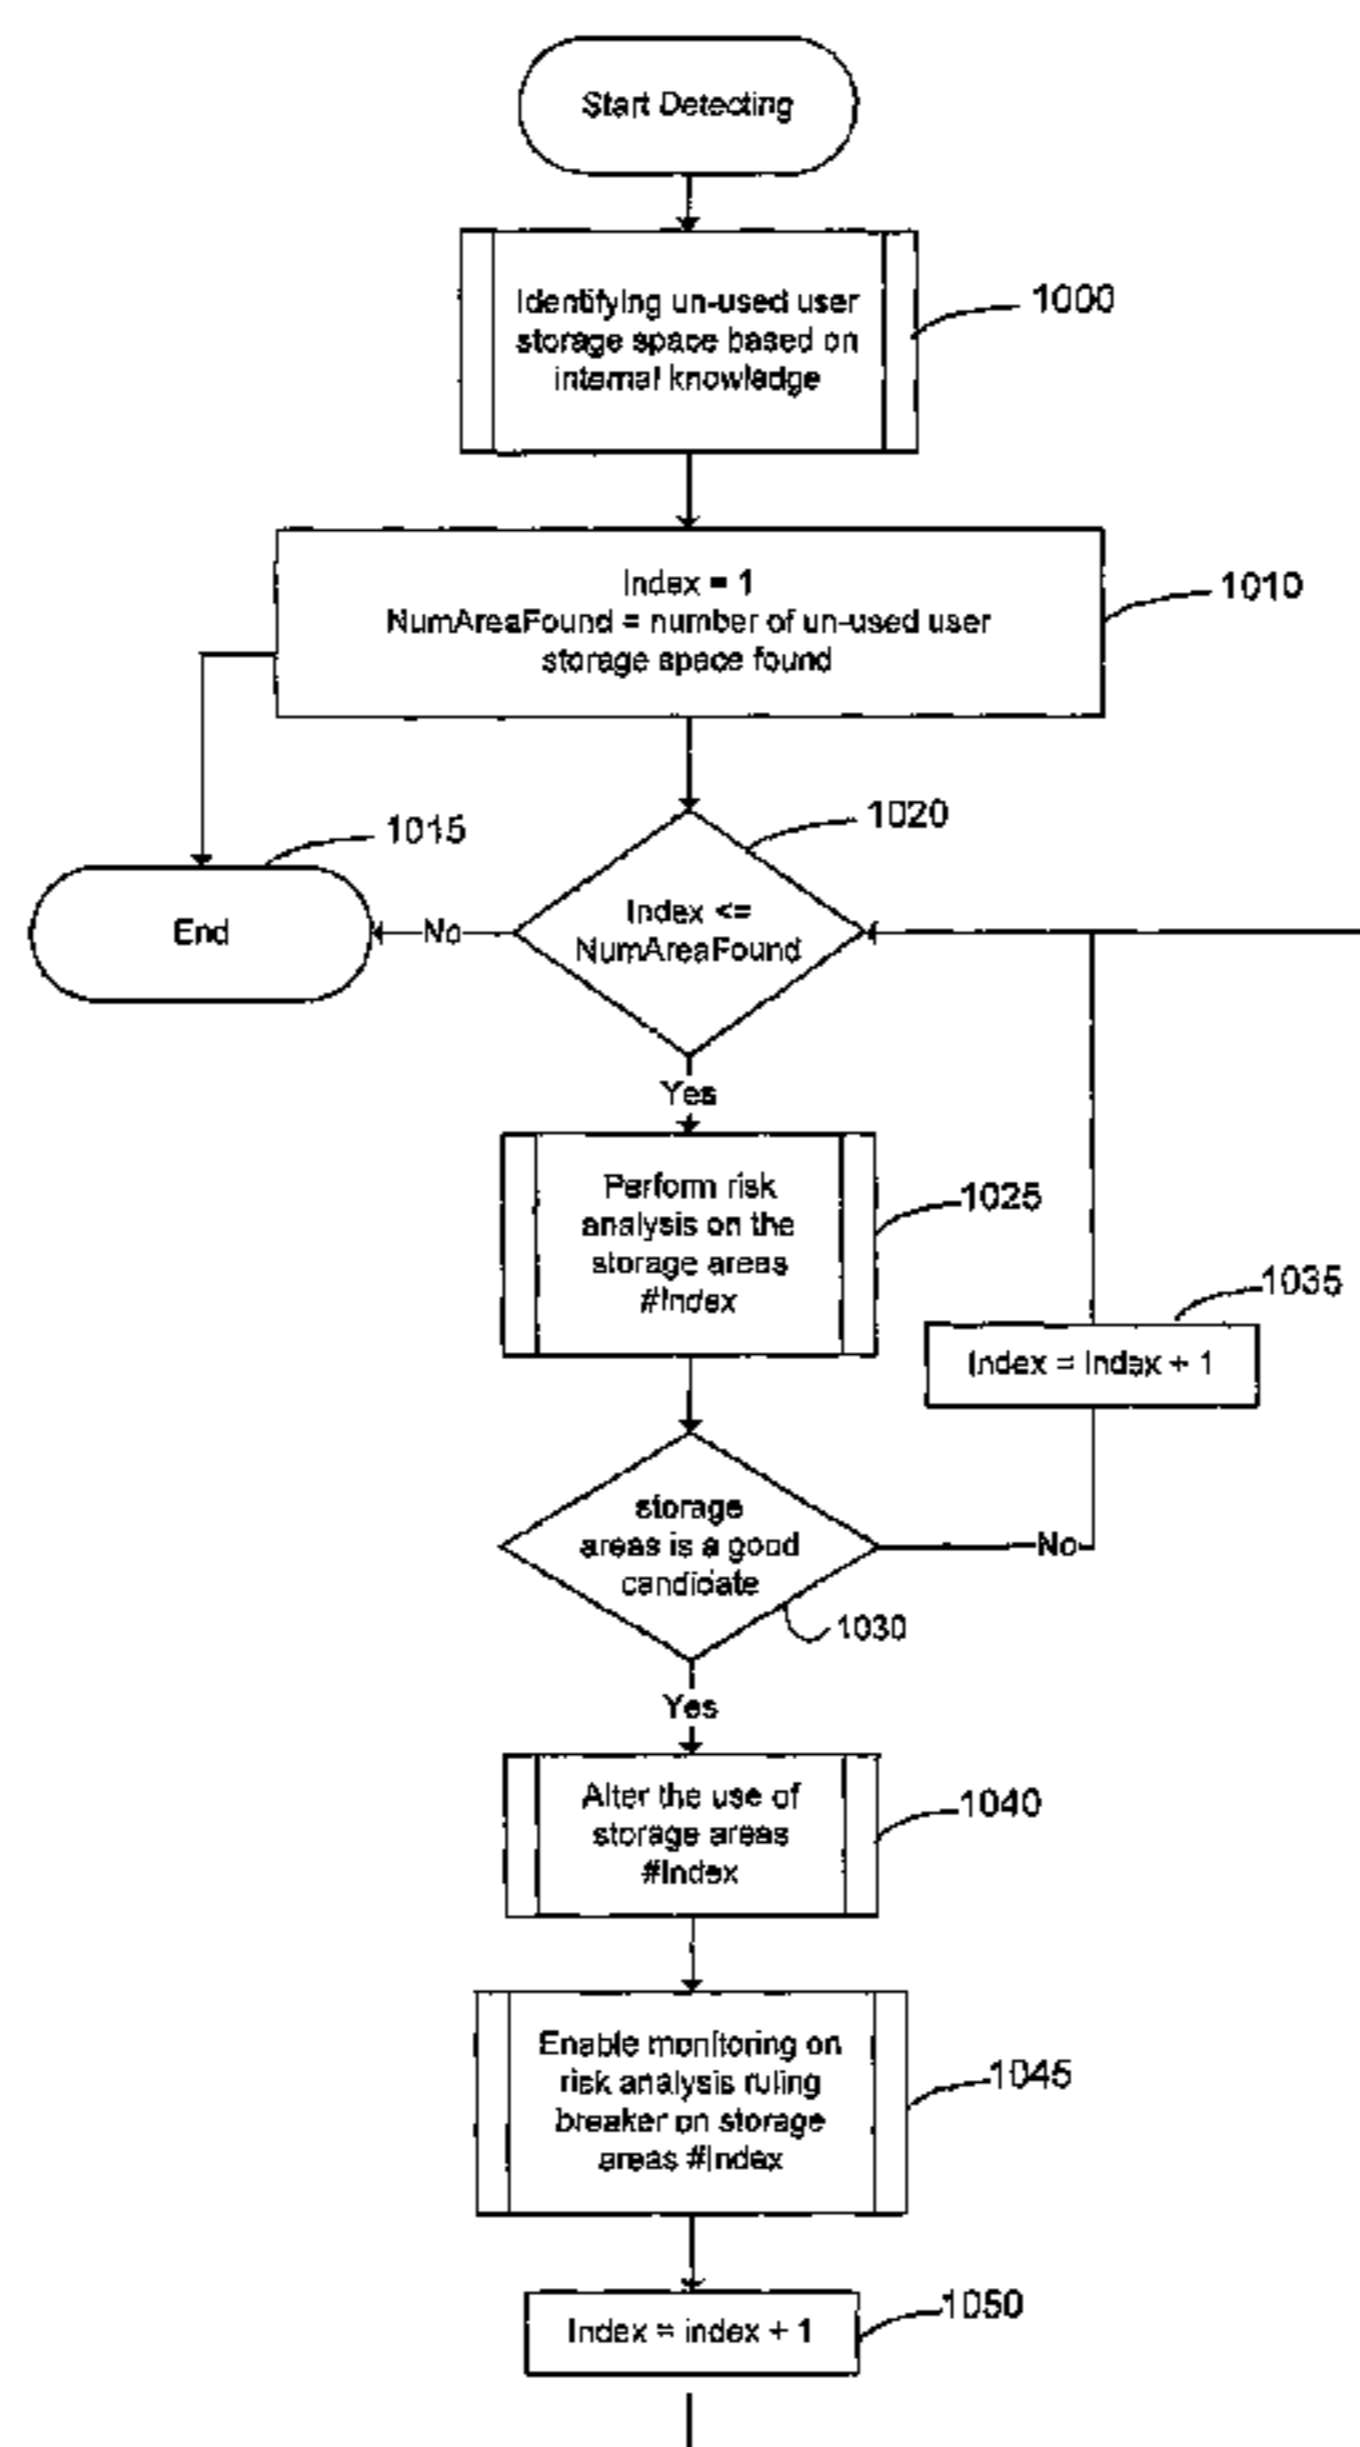 Start Detecting
Identifying un-used user
storage space based on
internal knowledge
1000
Index = 1
NumAreaFound = number of un-used user
storage space found
1010
1015
End
No
1020
Index <=
NumAreaFound
Yes
Perform risk
analysis on the
storage areas
#Index
1025
1035
Index = Index + 1
storage
areas is a good
candidate
No
1030
Yes
Alter the use of
storage areas
#Index
1040
Enable monitoring on
risk analysis ruling
breaker on storage
areas #Index
1045
Index = index + 1
1050